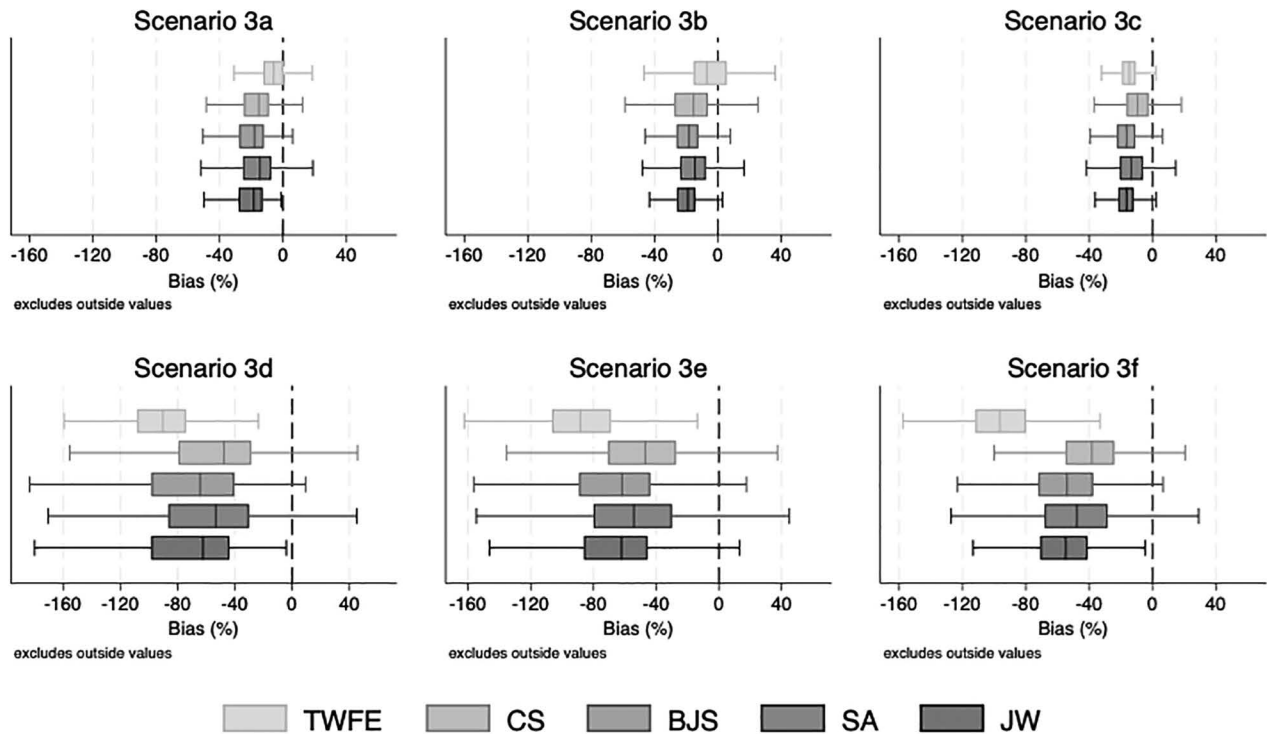 Scenario 3a
Scenario 3b
Scenario 3c
-160 -120 -80 -40 0 40
-160 -120 -80 -40 0 40
-160 -120 -80 -40 0 40
Bias (%)
Bias (%)
Bias (%)
excludes outside values
excludes outside values
excludes outside values
Scenario 3d
Scenario 3e
Scenario 3f
-160 -120 -80 -40 0 40
-160 -120 -80 -40 0 40
-160 -120 -80 -40 0 40
Bias (%)
Bias (%)
Bias (%)
excludes outside values
excludes outside values
excludes outside values
TWFE CS BJS SA JW